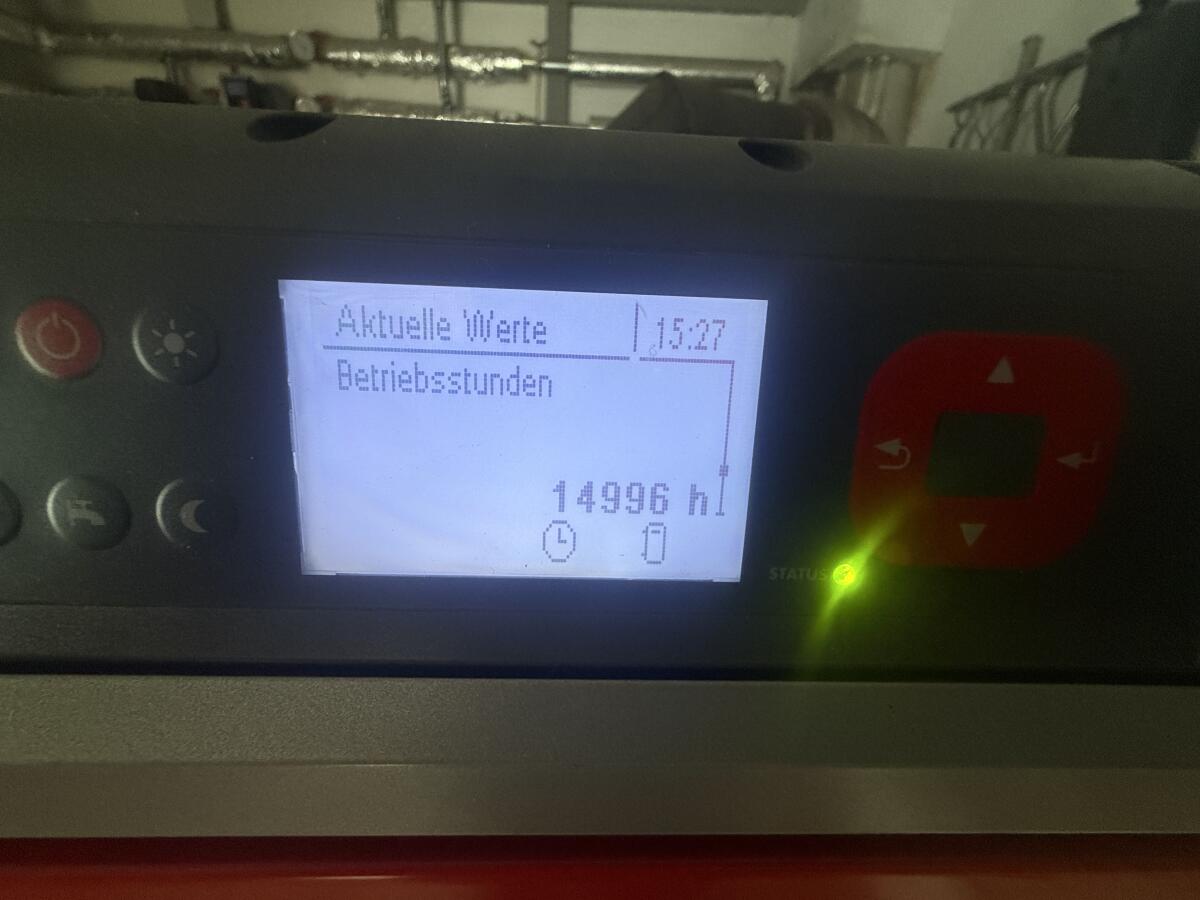 Aktuelle Werte
15:27
Betriebsstunden
14996 h
STATUS